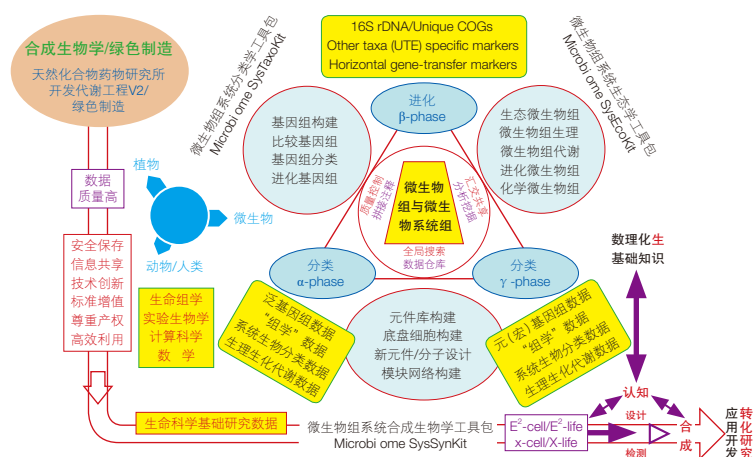 合成生物学/绿色制造
天然化合物药物研究所
开发代谢工程V2/
绿色制造
微生物组系统分类学工具包
Microbi ome SysTaxoKit
16S rDNA/Unique COGs
Other taxa (UTE) specific markers
Horizontal gene-transfer markers
微生物组系统生态学工具包
Microbi ome SysEcoKit
进化
β-phase
基因组构建
比较基因组
基因组分类
进化基因组
生态微生物组
微生物组生理
微生物组代谢
进化微生物组
化学微生物组
数据
质量高
植物
微生物
动物/人类
质量控制
拼接注释
微生物
组与微生
物系统组
汇交共享
分析挖掘
全局搜索
数据仓库
安全保存
信息共享
技术创新
标准增值
尊重产权
高效利用
生命组学
实验生物学
计算科学
数 学
分类
α-phase
分类
γ -phase
数理化生
基础知识
泛基因组数据
“组学”数据
系统生物分类数据
生理生化代谢数据
元件库构建
底盘细胞构建
新元件/分子设计
模块网络构建
元(宏)基因组数据
“组学”数据
系统生物分类数据
生理生化代谢数据
认知
生命科学基础研究数据
微生物组系统合成生物学工具包
Microbi ome SysSynKit
E²-cell/E²-life
x-cell/X-life
设计
检测
合成
应用开发
转化研究